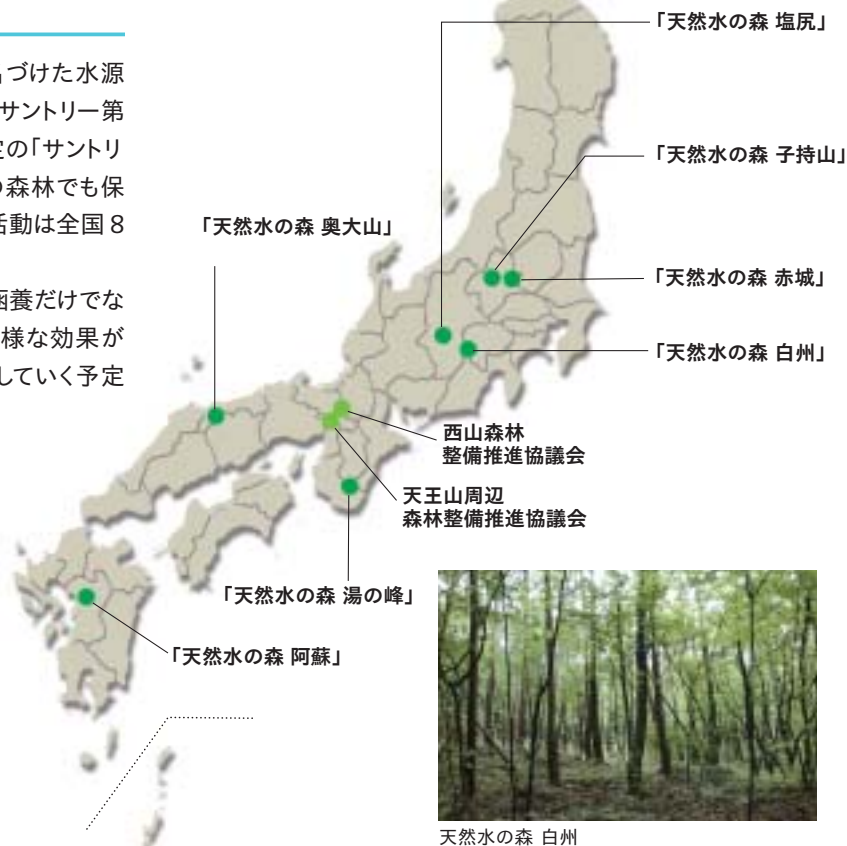 づけた水源
サントリー第
定の「サントリ
の森林でも保
活動は全国8
函養だけでな
様な効果が
していく予定
「天然水の森 塩尻」
「天然水の森 子持山」
「天然水の森 奥大山」
「天然水の森 赤城」
「天然水の森 白州」
西山森林
整備推進協議会
天王山周辺
森林整備推進協議会
「天然水の森 湯の峰」
「天然水の森 阿蘇」
天然水の森 白州